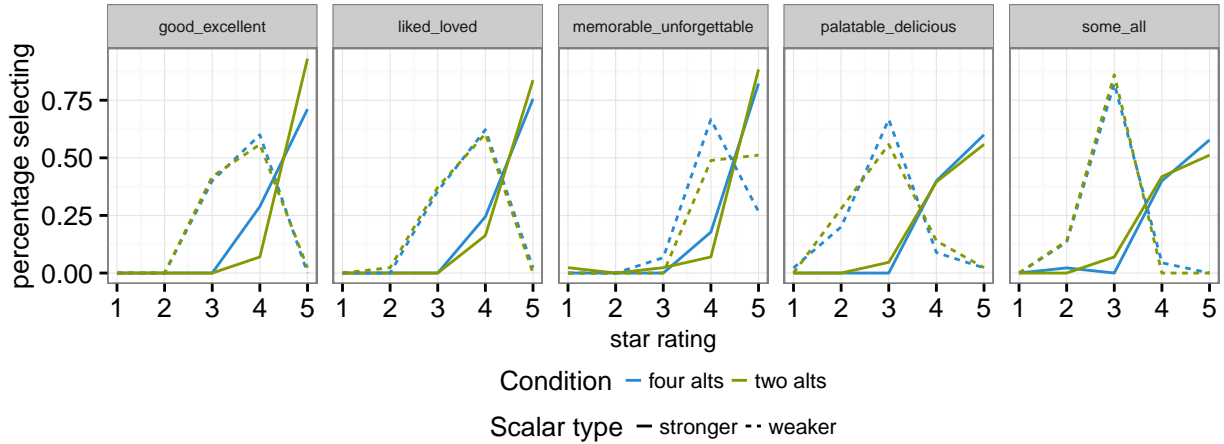 good_excellent liked_loved memorable_unforgettable palatable_delicious some_all
percentage selecting
0.75
0.50
0.25
0.00
1 2 3 4 5 1 2 3 4 5 1 2 3 4 5 1 2 3 4 5 1 2 3 4 5
star rating
Condition four alts two alts
Scalar type stronger weaker